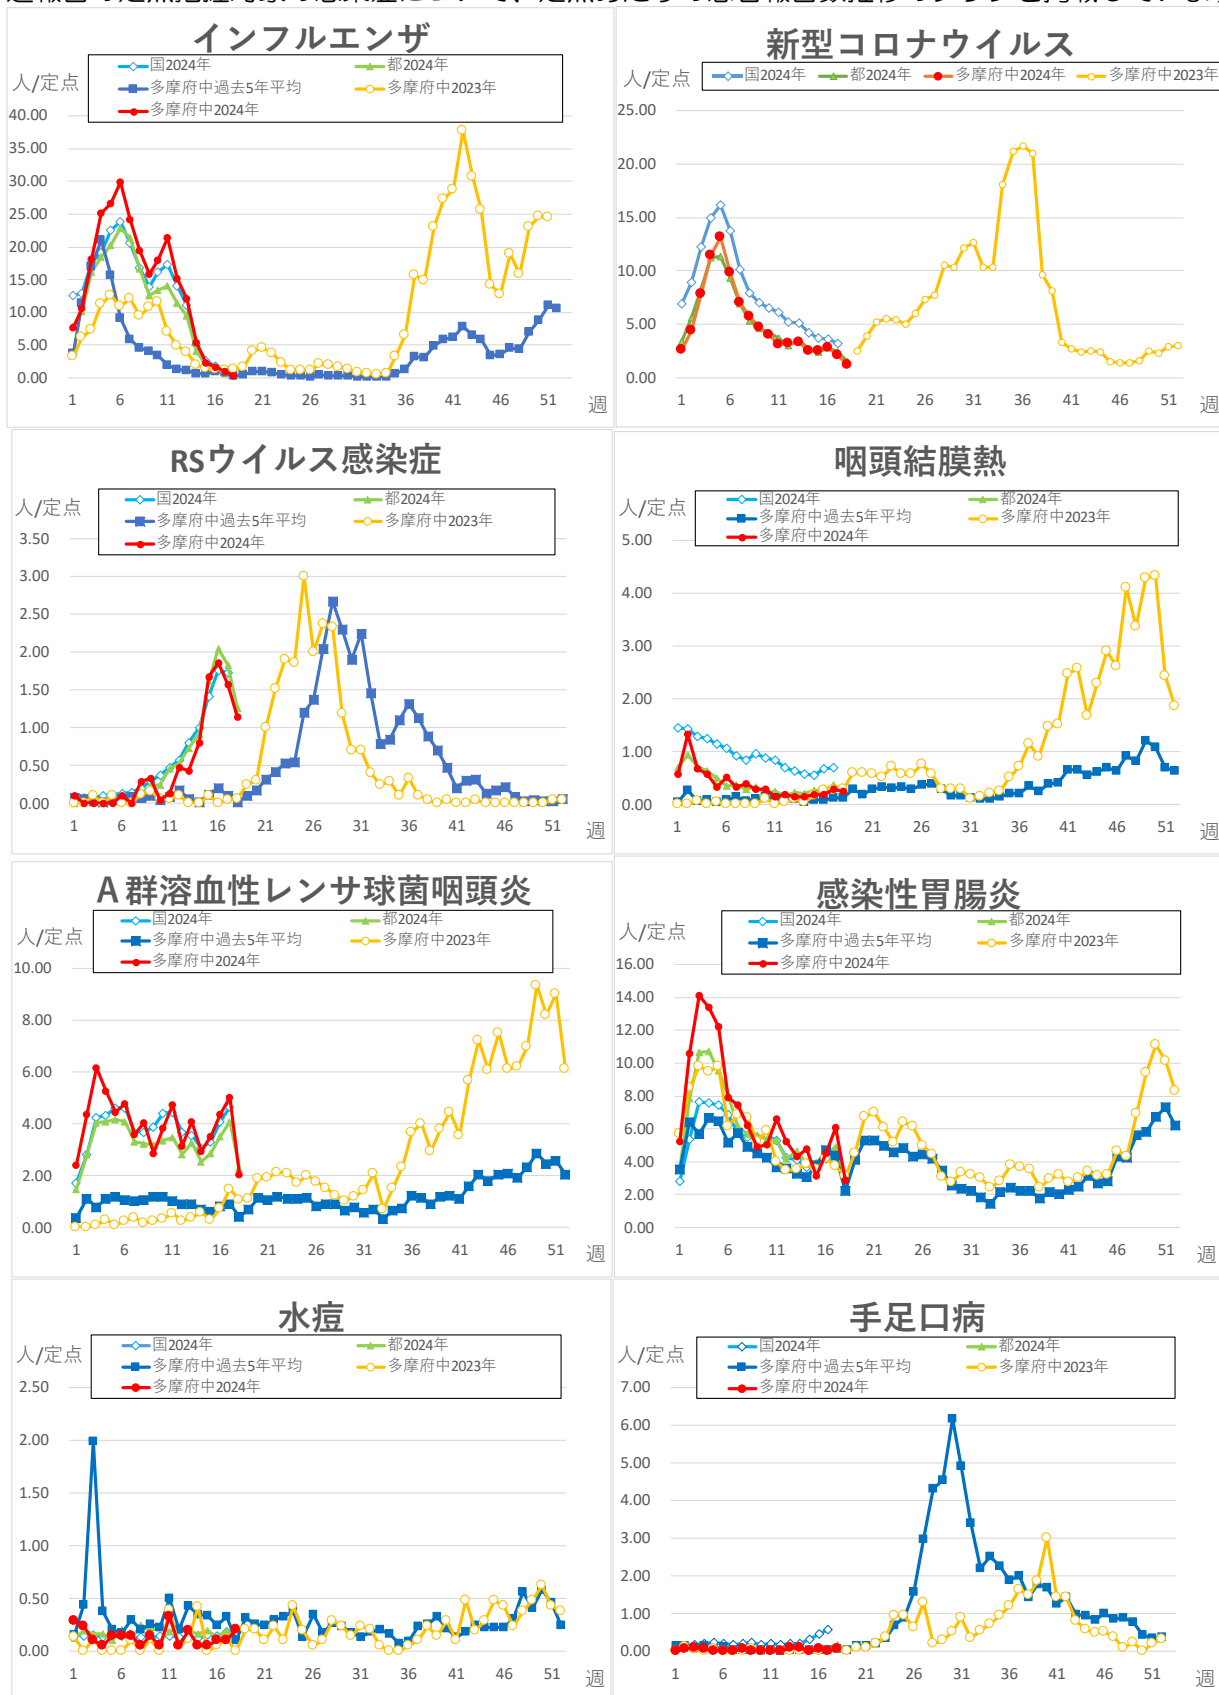 インフルエンザ
人/定点
国2024年
都2024年
多摩府中過去5年平均
多摩府中2023年
多摩府中2024年
40.00
35.00
30.00
25.00
20.00
15.00
10.00
5.00
0.00
1 6 11 16 21 26 31 36 41 46 51
週
新型コロナウイルス
人/定点
国2024年 都2024年 多摩府中2024年 多摩府中2023年
25.00
20.00
15.00
10.00
5.00
0.00
1 6 11 16 21 26 31 36 41 46 51
週
RSウイルス感染症
人/定点
国2024年
都2024年
多摩府中過去5年平均
多摩府中2023年
多摩府中2024年
3.50
3.00
2.50
2.00
1.50
1.00
0.50
0.00
1 6 11 16 21 26 31 36 41 46 51
週
咽頭結膜熱
人/定点
国2024年
都2024年
多摩府中過去5年平均
多摩府中2023年
多摩府中2024年
5.00
4.00
3.00
2.00
1.00
0.00
1 6 11 16 21 26 31 36 41 46 51
週
A群溶血性レンサ球菌咽頭炎
人/定点
国2024年
都2024年
多摩府中過去5年平均
多摩府中2023年
多摩府中2024年
10.00
8.00
6.00
4.00
2.00
0.00
1 6 11 16 21 26 31 36 41 46 51
週
感染性胃腸炎
人/定点
国2024年
都2024年
多摩府中過去5年平均
多摩府中2023年
多摩府中2024年
16.00
14.00
12.00
10.00
8.00
6.00
4.00
2.00
0.00
1 6 11 16 21 26 31 36 41 46 51
週
水痘
人/定点
国2024年
都2024年
多摩府中過去5年平均
多摩府中2023年
多摩府中2024年
2.50
2.00
1.50
1.00
0.50
0.00
1 6 11 16 21 26 31 36 41 46 51
週
手足口病
人/定点
国2024年
都2024年
多摩府中過去5年平均
多摩府中2023年
多摩府中2024年
7.00
6.00
5.00
4.00
3.00
2.00
1.00
0.00
1 6 11 16 21 26 31 36 41 46 51
週